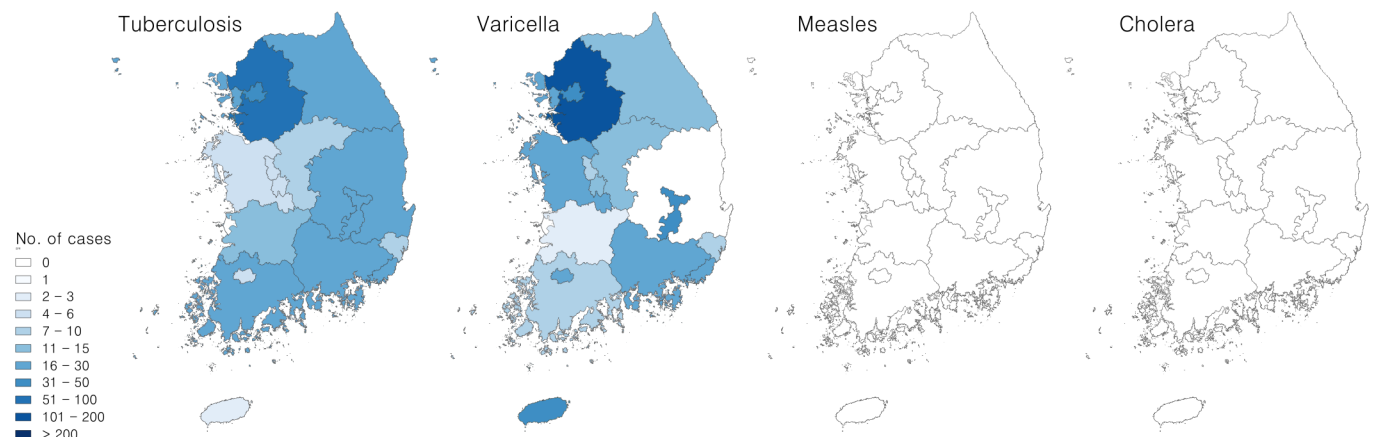 Tuberculosis
Varicella
Measles
Cholera
No. of cases
0
1
2 - 3
4 - 6
7 - 10
11 - 15
16 - 30
31 - 50
51 - 100
101 - 200
> 200